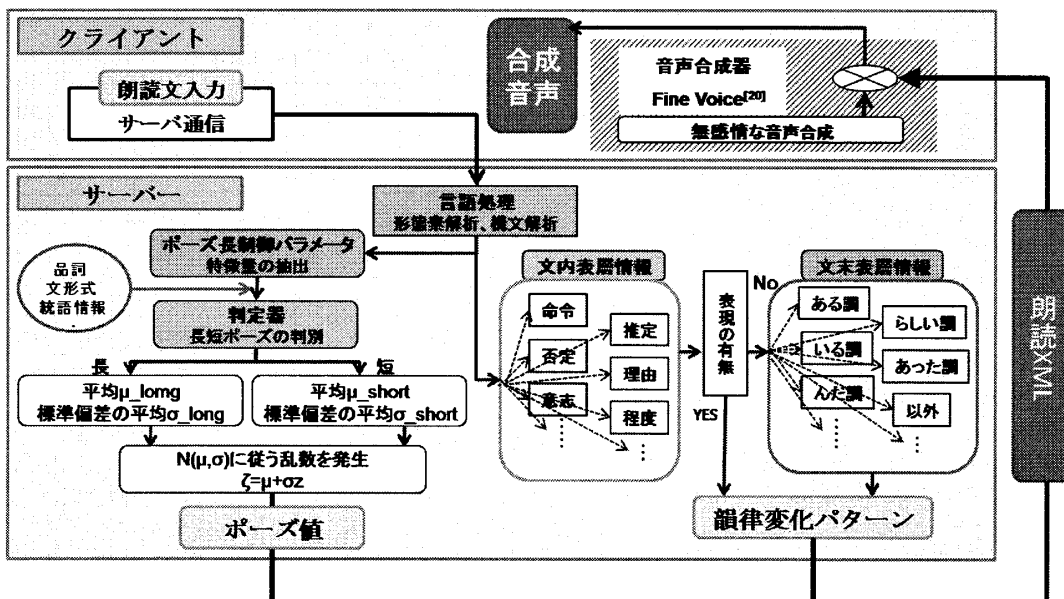 クライアント
朗読文入力
サーバ通信
合成
音声
音声合成器
Fine Voice[20]
無感情な音声合成
サーバー
言語処理
形態素解析、構文解析
ポーズ長制御パラメータ
特徴量の抽出
品詞
文形式
統語情報
.
判定器
長短ポーズの判別
長
短
平均μ_lomg
標準偏差の平均σ_long
平均μ_short
標準偏差の平均σ_short
N(μ,σ)に従う乱数を発生
ζ=μ+σz
ポーズ値
文内表層情報
命令
推定
否定
理由
意志
程度
⋮
⋮
表現の有無
No
YES
文末表層情報
ある調
らしい調
いる調
あった調
んだ調
以外
⋮
⋮
韻律変化パターン
朗読XML